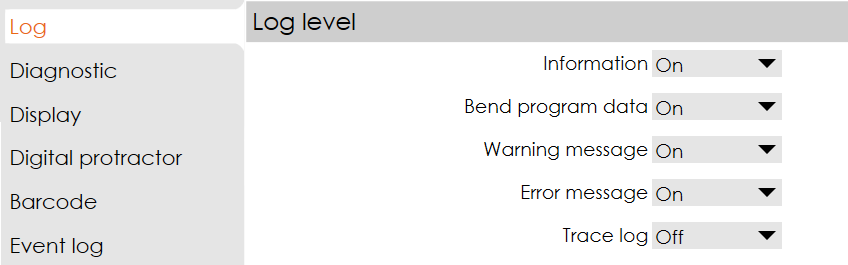 Log
Diagnostic
Display
Digital protractor
Barcode
Event log
Log level
Information On
Bend program data On
Warning message On
Error message On
Trace log Off